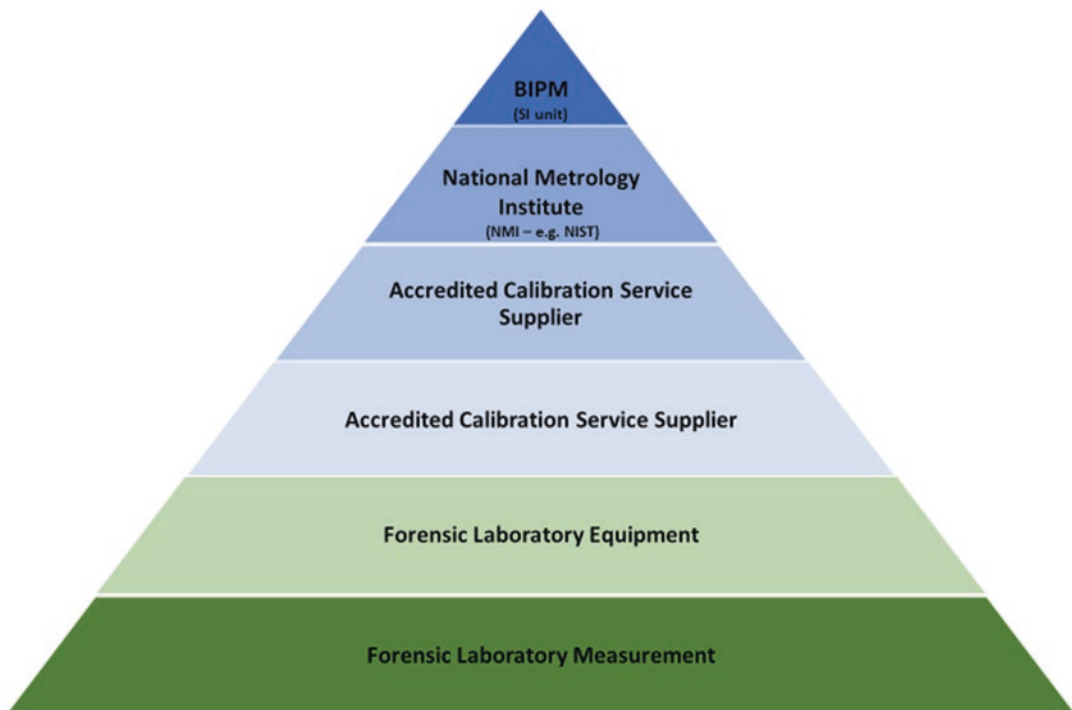 BIPM
(SI unit)
National Metrology
Institute
(NMI – e.g. NIST)
Accredited Calibration Service
Supplier
Accredited Calibration Service Supplier
Forensic Laboratory Equipment
Forensic Laboratory Measurement